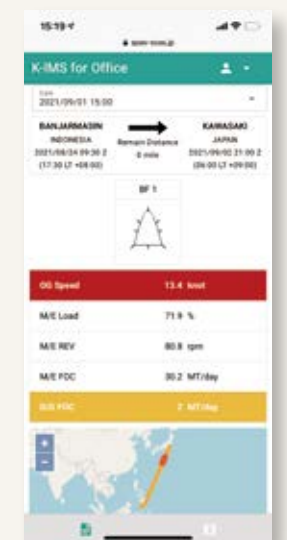 15:19
K-IMS for Office
Date
2021/09/01 15:00
BANJARMASIN
INDONESIA
2021/08/24 09:30 Z
(17:30 LT +08:00)
Remain Distance
0 mile
KAWASAKI
JAPAN
2021/09/02 21:00 Z
(06:00 LT +09:00)
BF 1
OG Speed 13.4 knot
M/E Load 71.9 %
M/E REV 80.8 rpm
M/E FOC 30.2 MT/day
FOC 2 MT/day
+
-